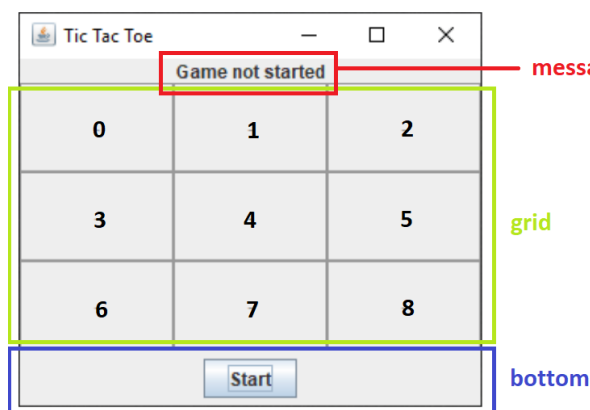 Tic Tac Toe
Game not started
messa
0 1 2
3 4 5
grid
6 7 8
Start
bottom